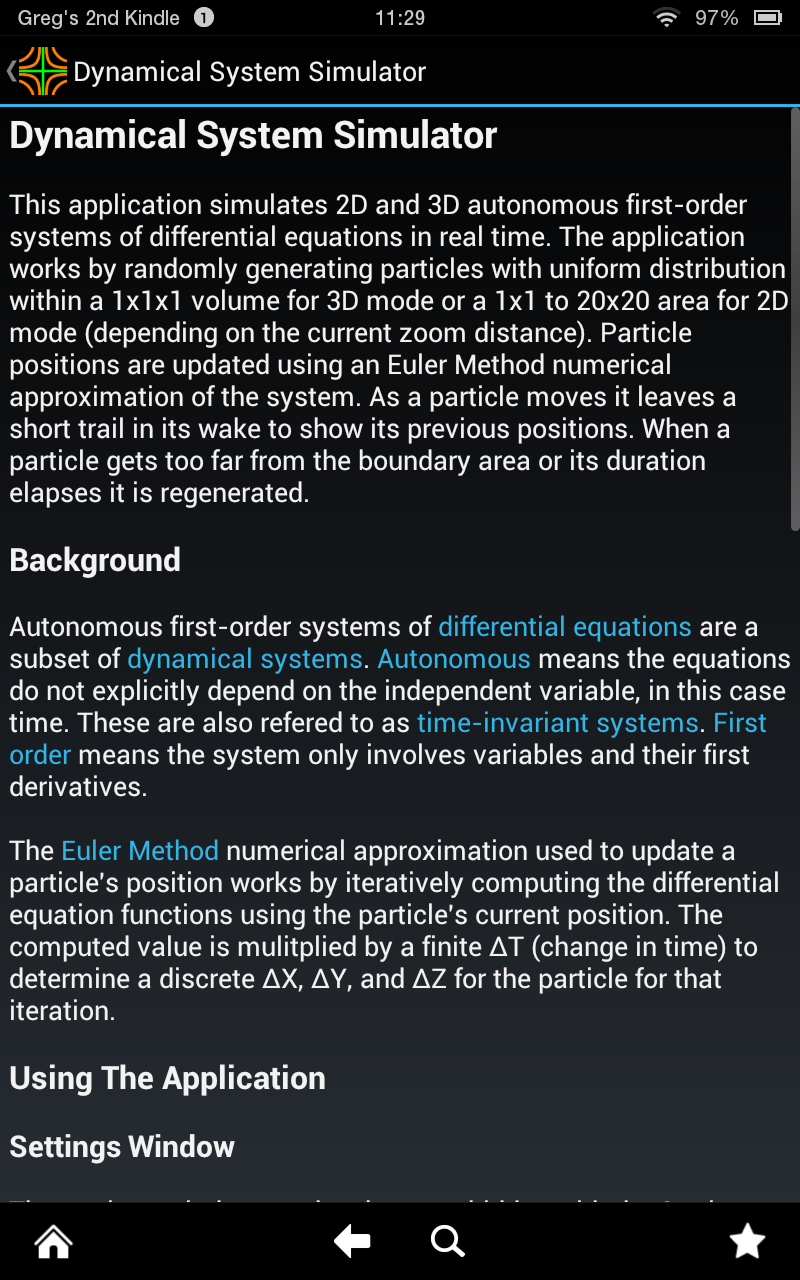 Greg's 2nd Kindle 1 11:29 97%
Dynamical System Simulator
Dynamical System Simulator
This application simulates 2D and 3D autonomous first-order
systems of differential equations in real time. The application
works by randomly generating particles with uniform distribution
within a 1x1x1 volume for 3D mode or a 1x1 to 20x20 area for 2D
mode (depending on the current zoom distance). Particle
positions are updated using an Euler Method numerical
approximation of the system. As a particle moves it leaves a
short trail in its wake to show its previous positions. When a
particle gets too far from the boundary area or its duration
elapses it is regenerated.
Background
Autonomous first-order systems of differential equations are a
subset of dynamical systems. Autonomous means the equations
do not explicitly depend on the independent variable, in this case
time. These are also refered to as time-invariant systems. First
order means the system only involves variables and their first
derivatives.
The Euler Method numerical approximation used to update a
particle's position works by iteratively computing the differential
equation functions using the particle's current position. The
computed value is mulitplied by a finite ΔT (change in time) to
determine a discrete ΔX, ΔY, and ΔZ for the particle for that
iteration.
Using The Application
Settings Window